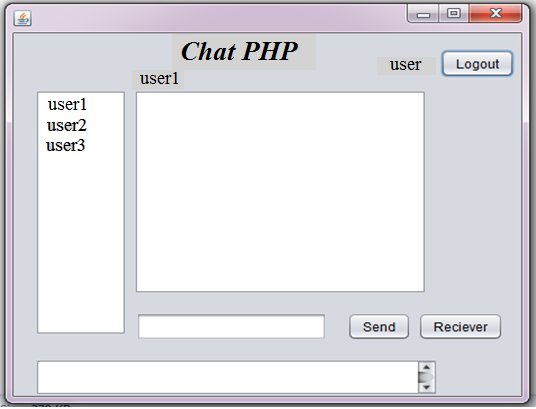 Chat PHP
user
Logout
user1
user1
user2
user3
Send
Reciever